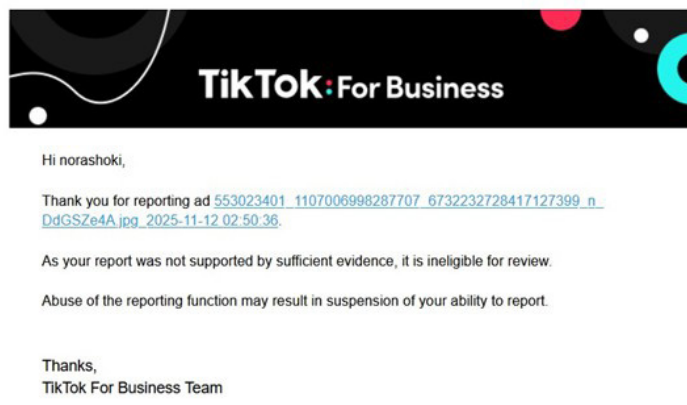 TikTok: For Business
Hi norashoki,
Thank you for reporting ad 553023401_1107006998287707_6732232728417127399_n_
DdGSZe4A.jpg_2025-11-12 02:50:36.
As your report was not supported by sufficient evidence, it is ineligible for review.
Abuse of the reporting function may result in suspension of your ability to report.
Thanks,
TikTok For Business Team